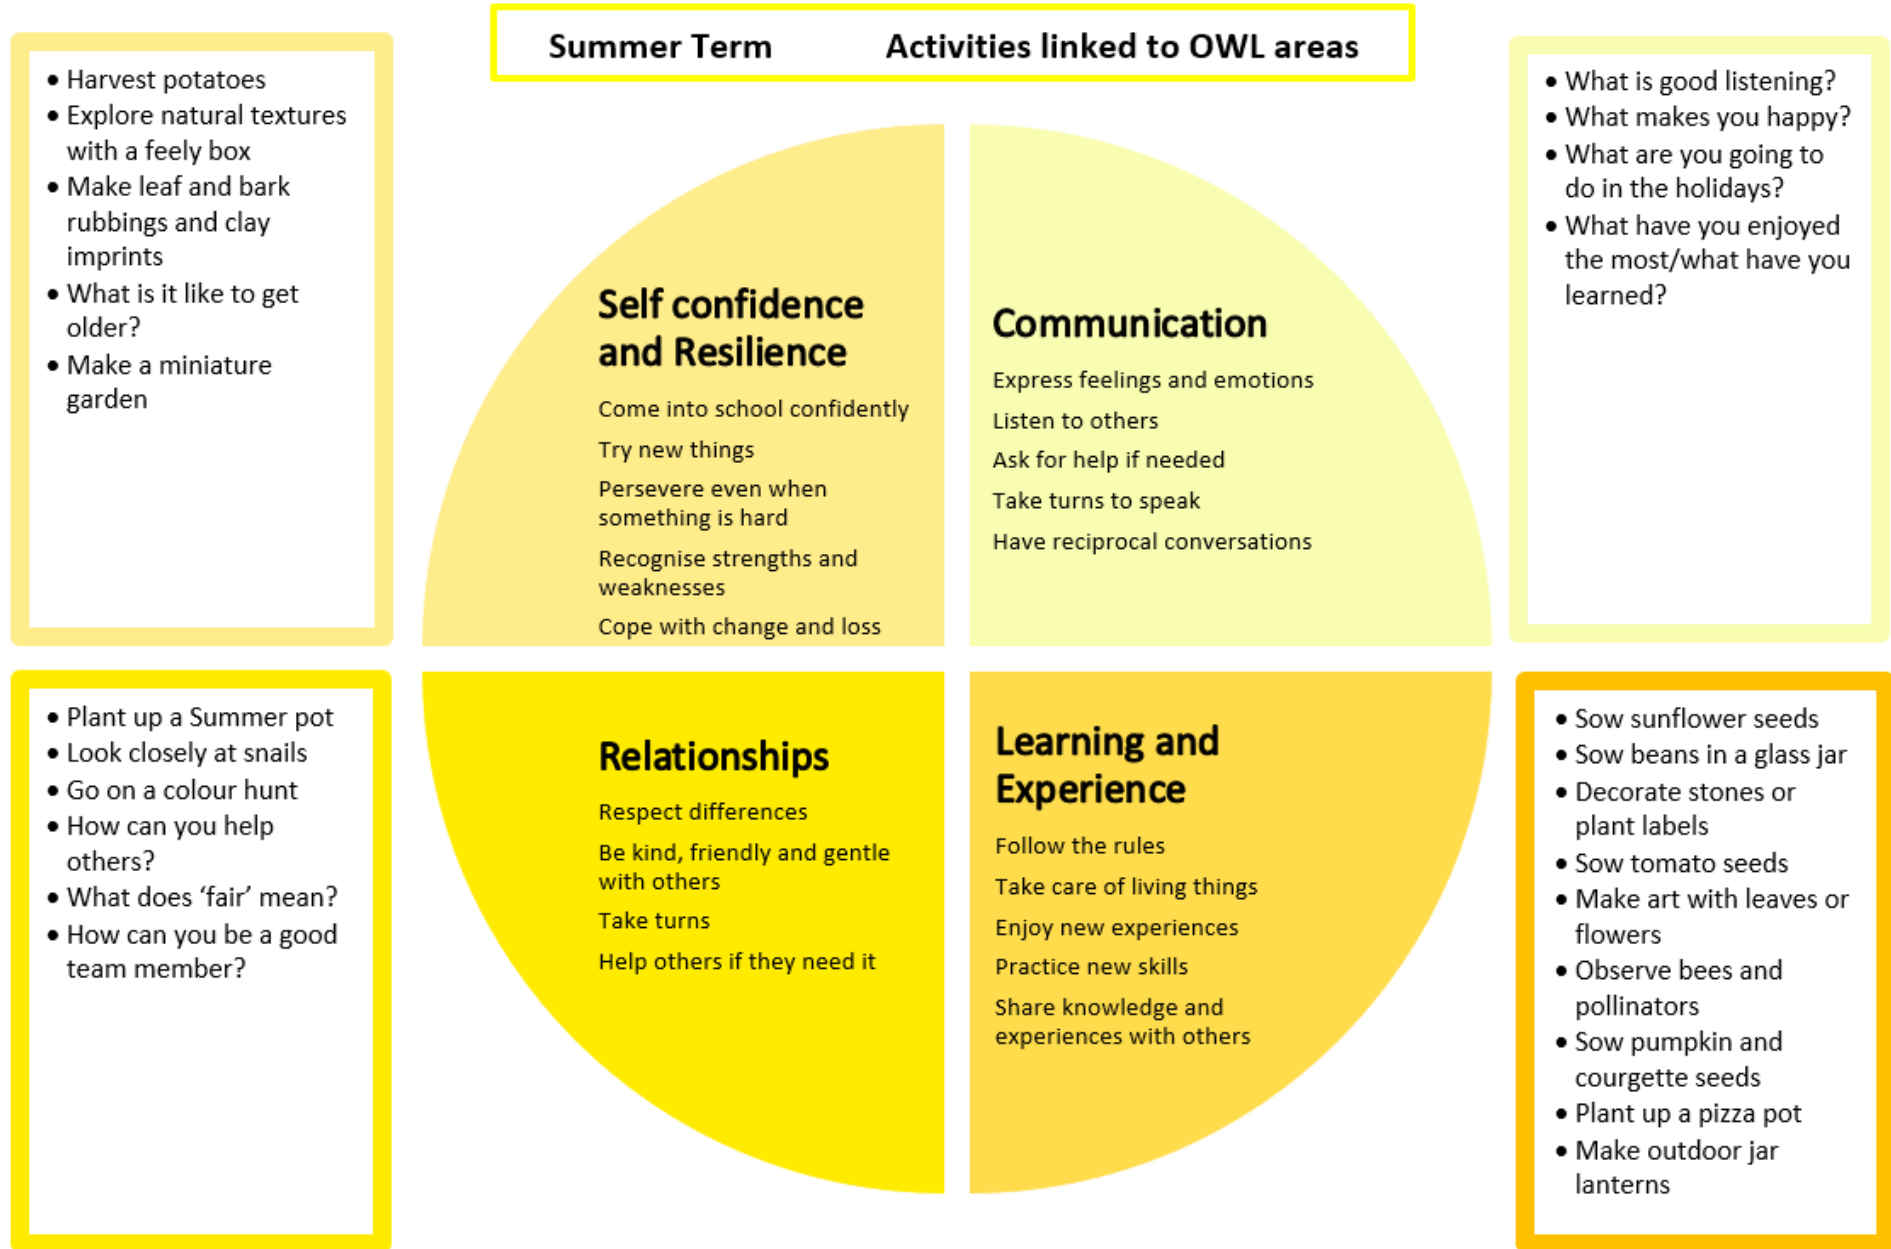 Summer Term Activities linked to OWL areas
• Harvest potatoes
• Explore natural textures
with a feely box
• Make leaf and bark
rubbings and clay
imprints
• What is it like to get
older?
• Make a miniature
garden
Self confidence
and Resilience
Come into school confidently
Try new things
Persevere even when
something is hard
Recognise strengths and
weaknesses
Cope with change and loss
Communication
Express feelings and emotions
Listen to others
Ask for help if needed
Take turns to speak
Have reciprocal conversations
• What is good listening?
• What makes you happy?
• What are you going to
do in the holidays?
• What have you enjoyed
the most/what have you
learned?
• Plant up a Summer pot
• Look closely at snails
• Go on a colour hunt
• How can you help
others?
• What does ‘fair’ mean?
• How can you be a good
team member?
Relationships
Respect differences
Be kind, friendly and gentle
with others
Take turns
Help others if they need it
Learning and
Experience
Follow the rules
Take care of living things
Enjoy new experiences
Practice new skills
Share knowledge and
experiences with others
• Sow sunflower seeds
• Sow beans in a glass jar
• Decorate stones or
plant labels
• Sow tomato seeds
• Make art with leaves or
flowers
• Observe bees and
pollinators
• Sow pumpkin and
courgette seeds
• Plant up a pizza pot
• Make outdoor jar
lanterns